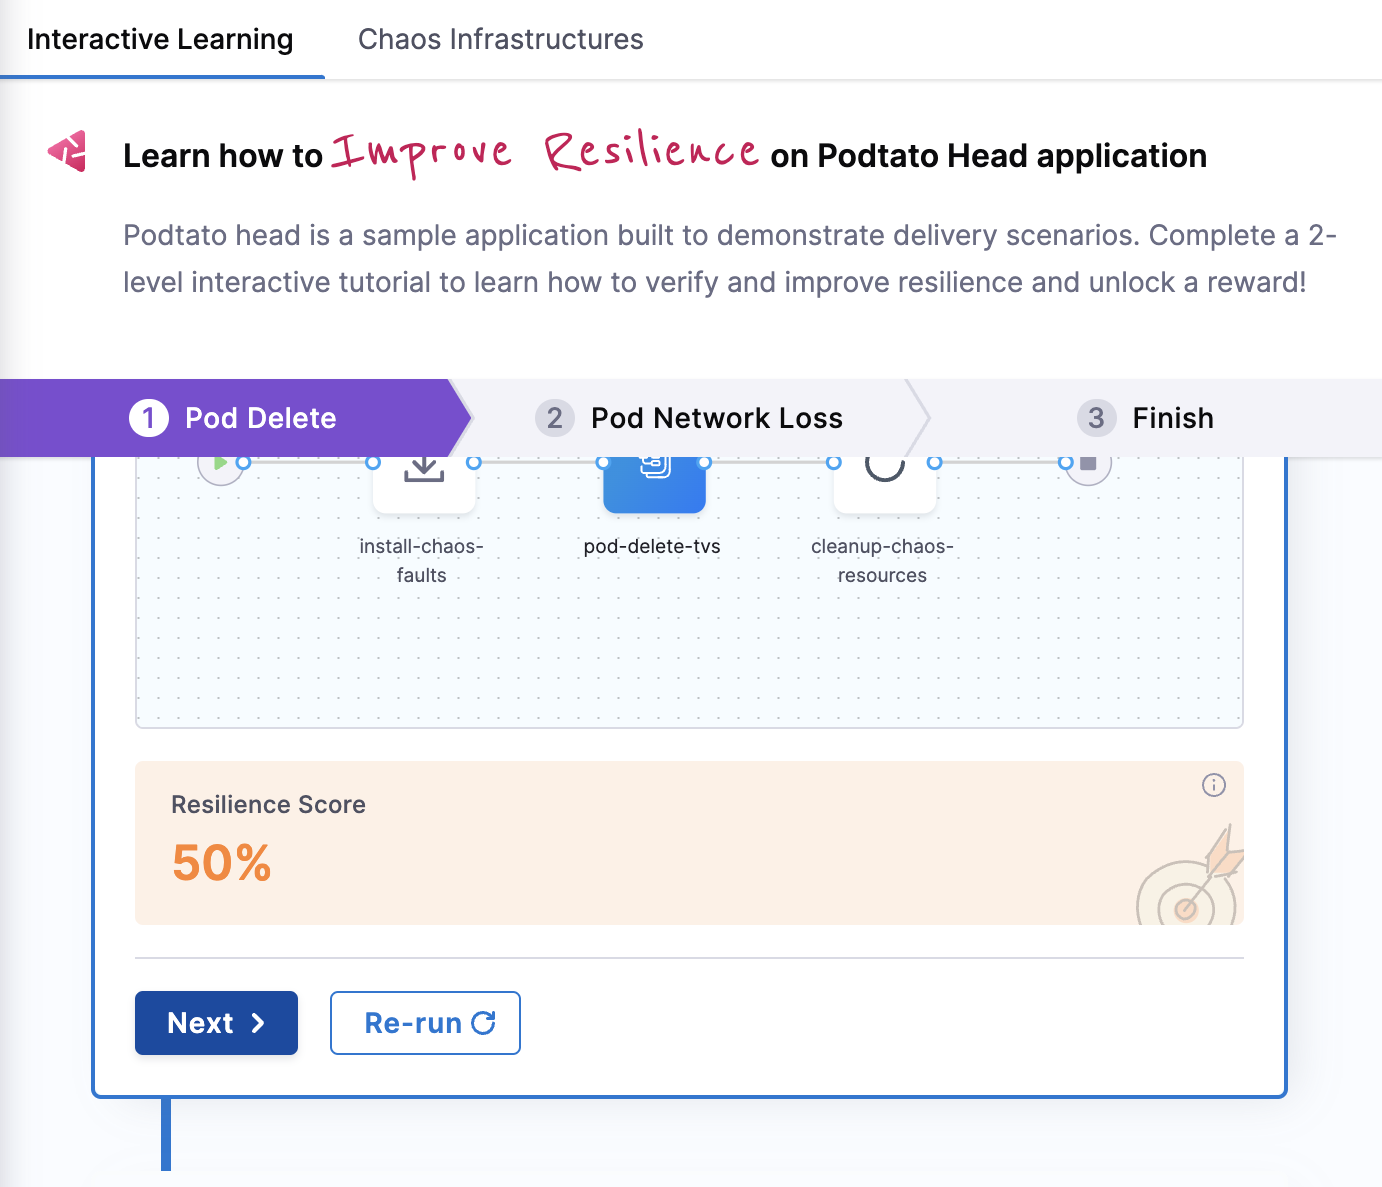 Interactive Learning
Chaos Infrastructures
Learn how to Improve Resilience on Podtato Head application
Podtato head is a sample application built to demonstrate delivery scenarios. Complete a 2-
level interactive tutorial to learn how to verify and improve resilience and unlock a reward!
1 Pod Delete
2 Pod Network Loss
3 Finish
install-chaos-
faults
pod-delete-tvs
cleanup-chaos-
resources
Resilience Score
50%
Next
Re-run